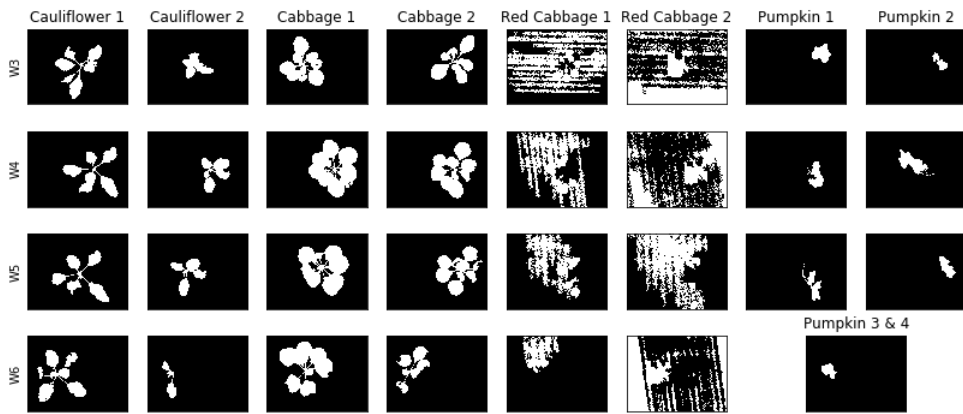 Cauliflower 1 Cauliflower 2 Cabbage 1 Cabbage 2 Red Cabbage 1 Red Cabbage 2 Pumpkin 1 Pumpkin 2
W3
W4
W5
Pumpkin 3 & 4
W6